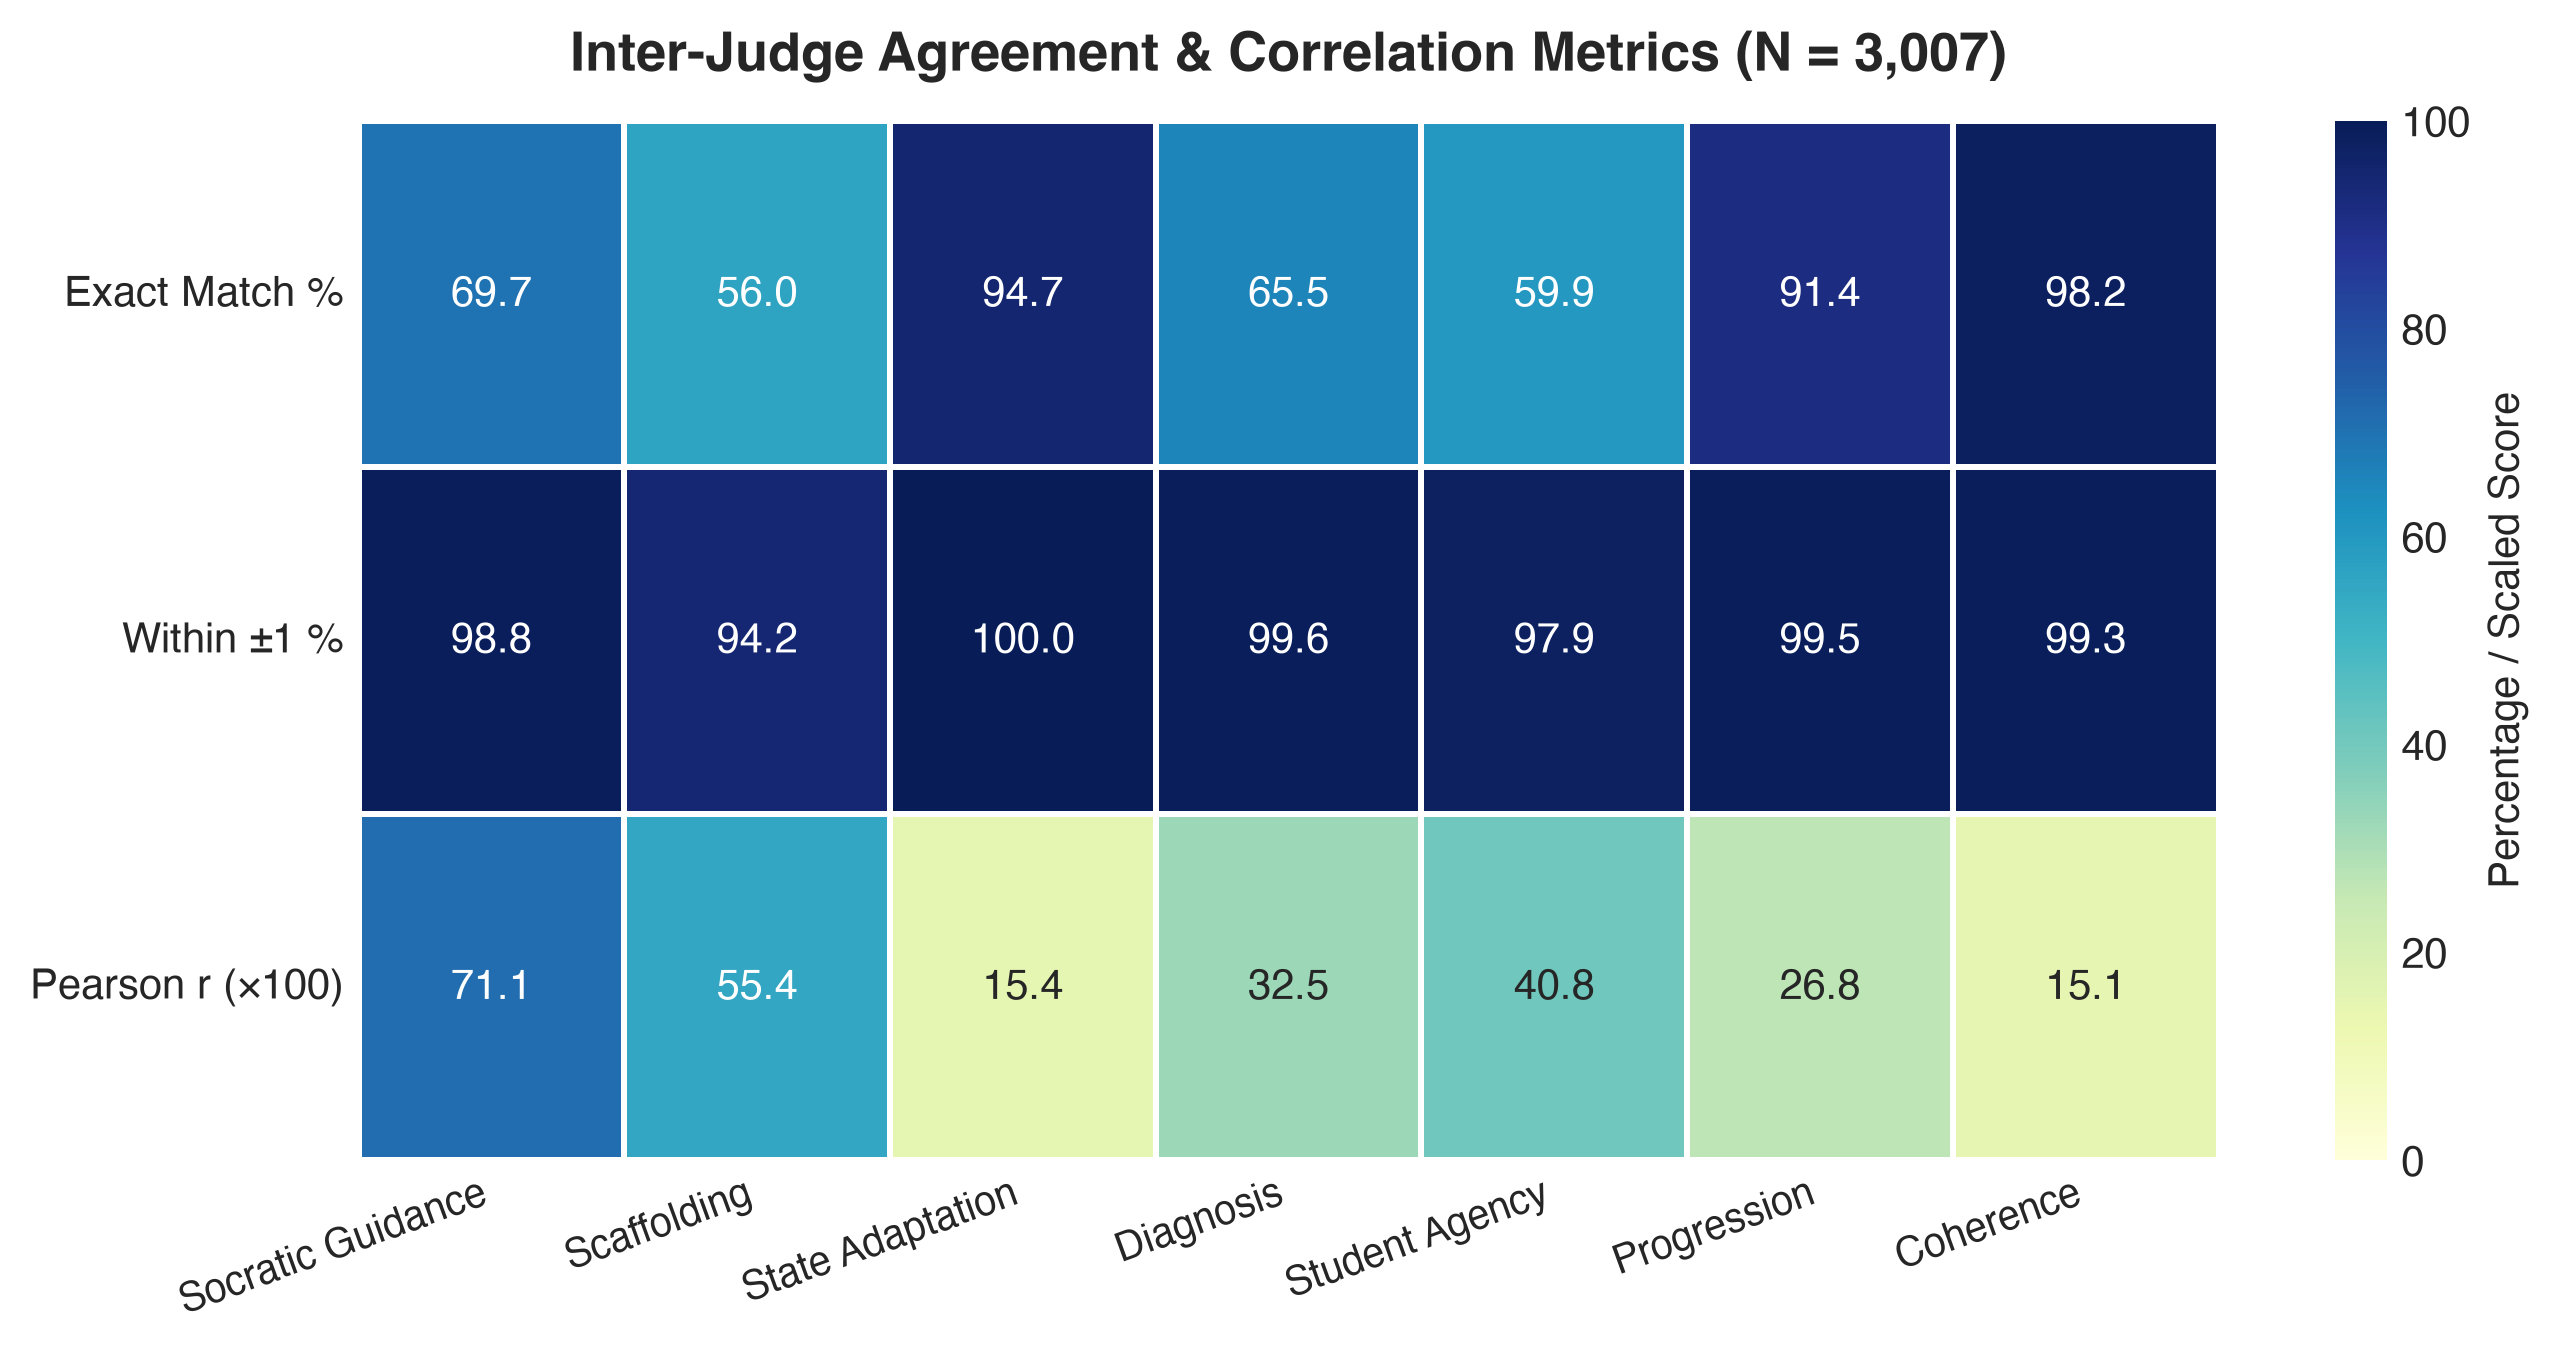 Inter-Judge Agreement & Correlation Metrics (N = 3,007)
Exact Match % 69.7 56.0 94.7 65.5 59.9 91.4 98.2
Within ±1 % 98.8 94.2 100.0 99.6 97.9 99.5 99.3
Pearson r (×100) 71.1 55.4 15.4 32.5 40.8 26.8 15.1
Socratic Guidance Scaffolding State Adaptation Diagnosis Student Agency Progression Coherence
100
80
60
40
20
0
Percentage / Scaled Score